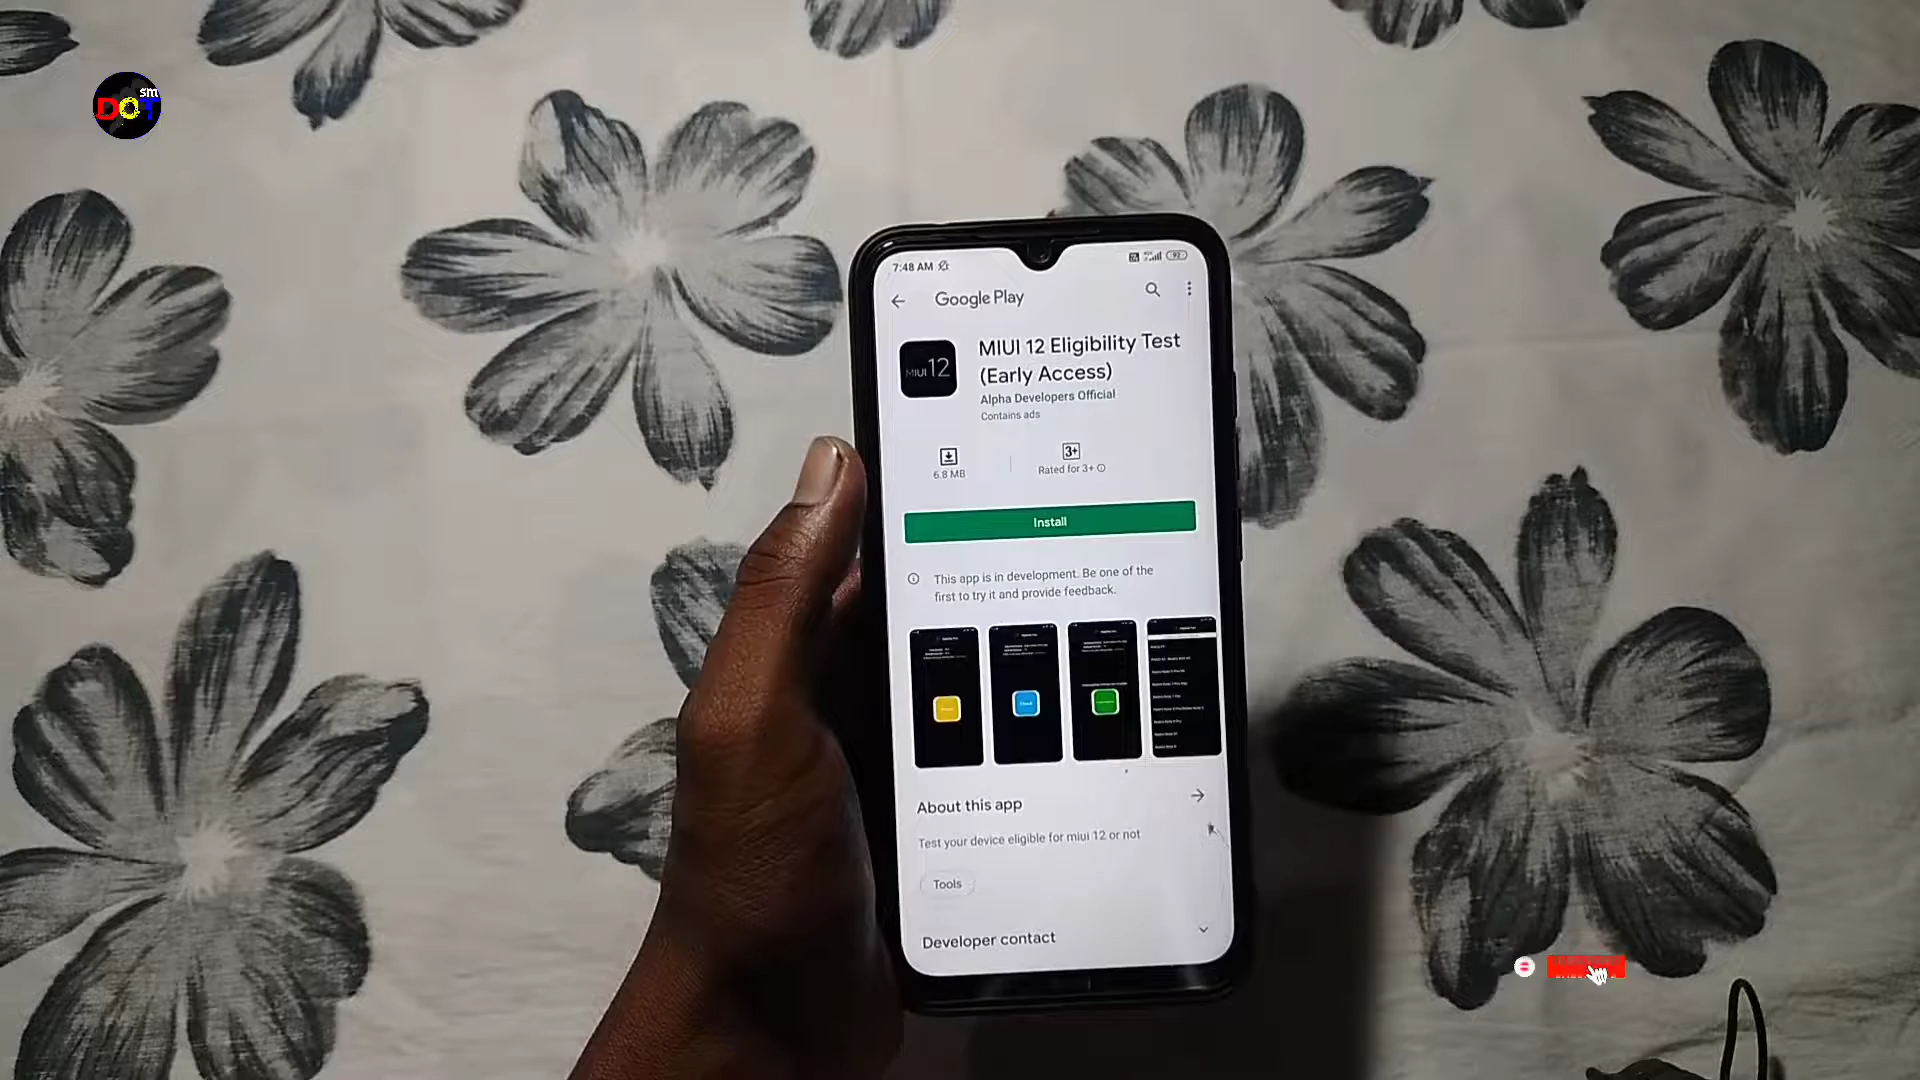 sm
DOT
7:48 AM
92
Google Play
MIUI 12
MIUI 12 Eligibility Test
(Early Access)
Alpha Developers Official
Contains ads
6.8 MB
3+
Rated for 3+
Install
This app is in development. Be one of the
first to try it and provide feedback.
About this app
Test your device eligible for miui 12 or not
Tools
Developer contact